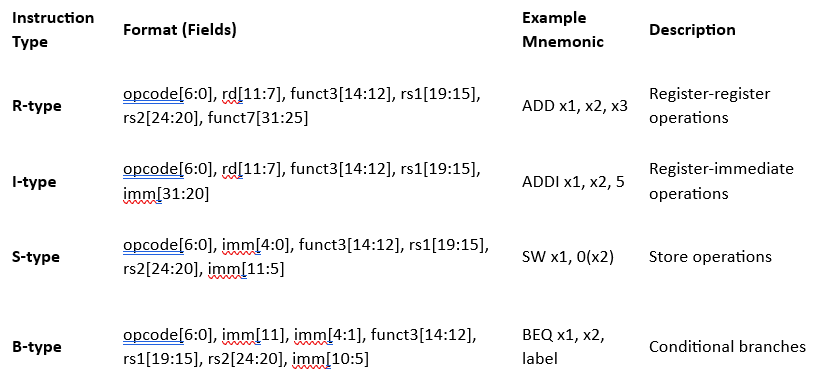 Instruction Type
Format (Fields)
Example Mnemonic
Description
R-type
opcode[6:0], rd[11:7], funct3[14:12], rs1[19:15],
rs2[24:20], funct7[31:25]
ADD x1, x2, x3
Register-register
operations
I-type
opcode[6:0], rd[11:7], funct3[14:12], rs1[19:15],
imm[31:20]
ADDI x1, x2, 5
Register-immediate
operations
S-type
opcode[6:0], imm[4:0], funct3[14:12], rs1[19:15],
rs2[24:20], imm[11:5]
SW x1, 0(x2)
Store operations
B-type
opcode[6:0], imm[11], imm[4:1], funct3[14:12],
rs1[19:15], rs2[24:20], imm[10:5]
BEQ x1, x2,
label
Conditional branches